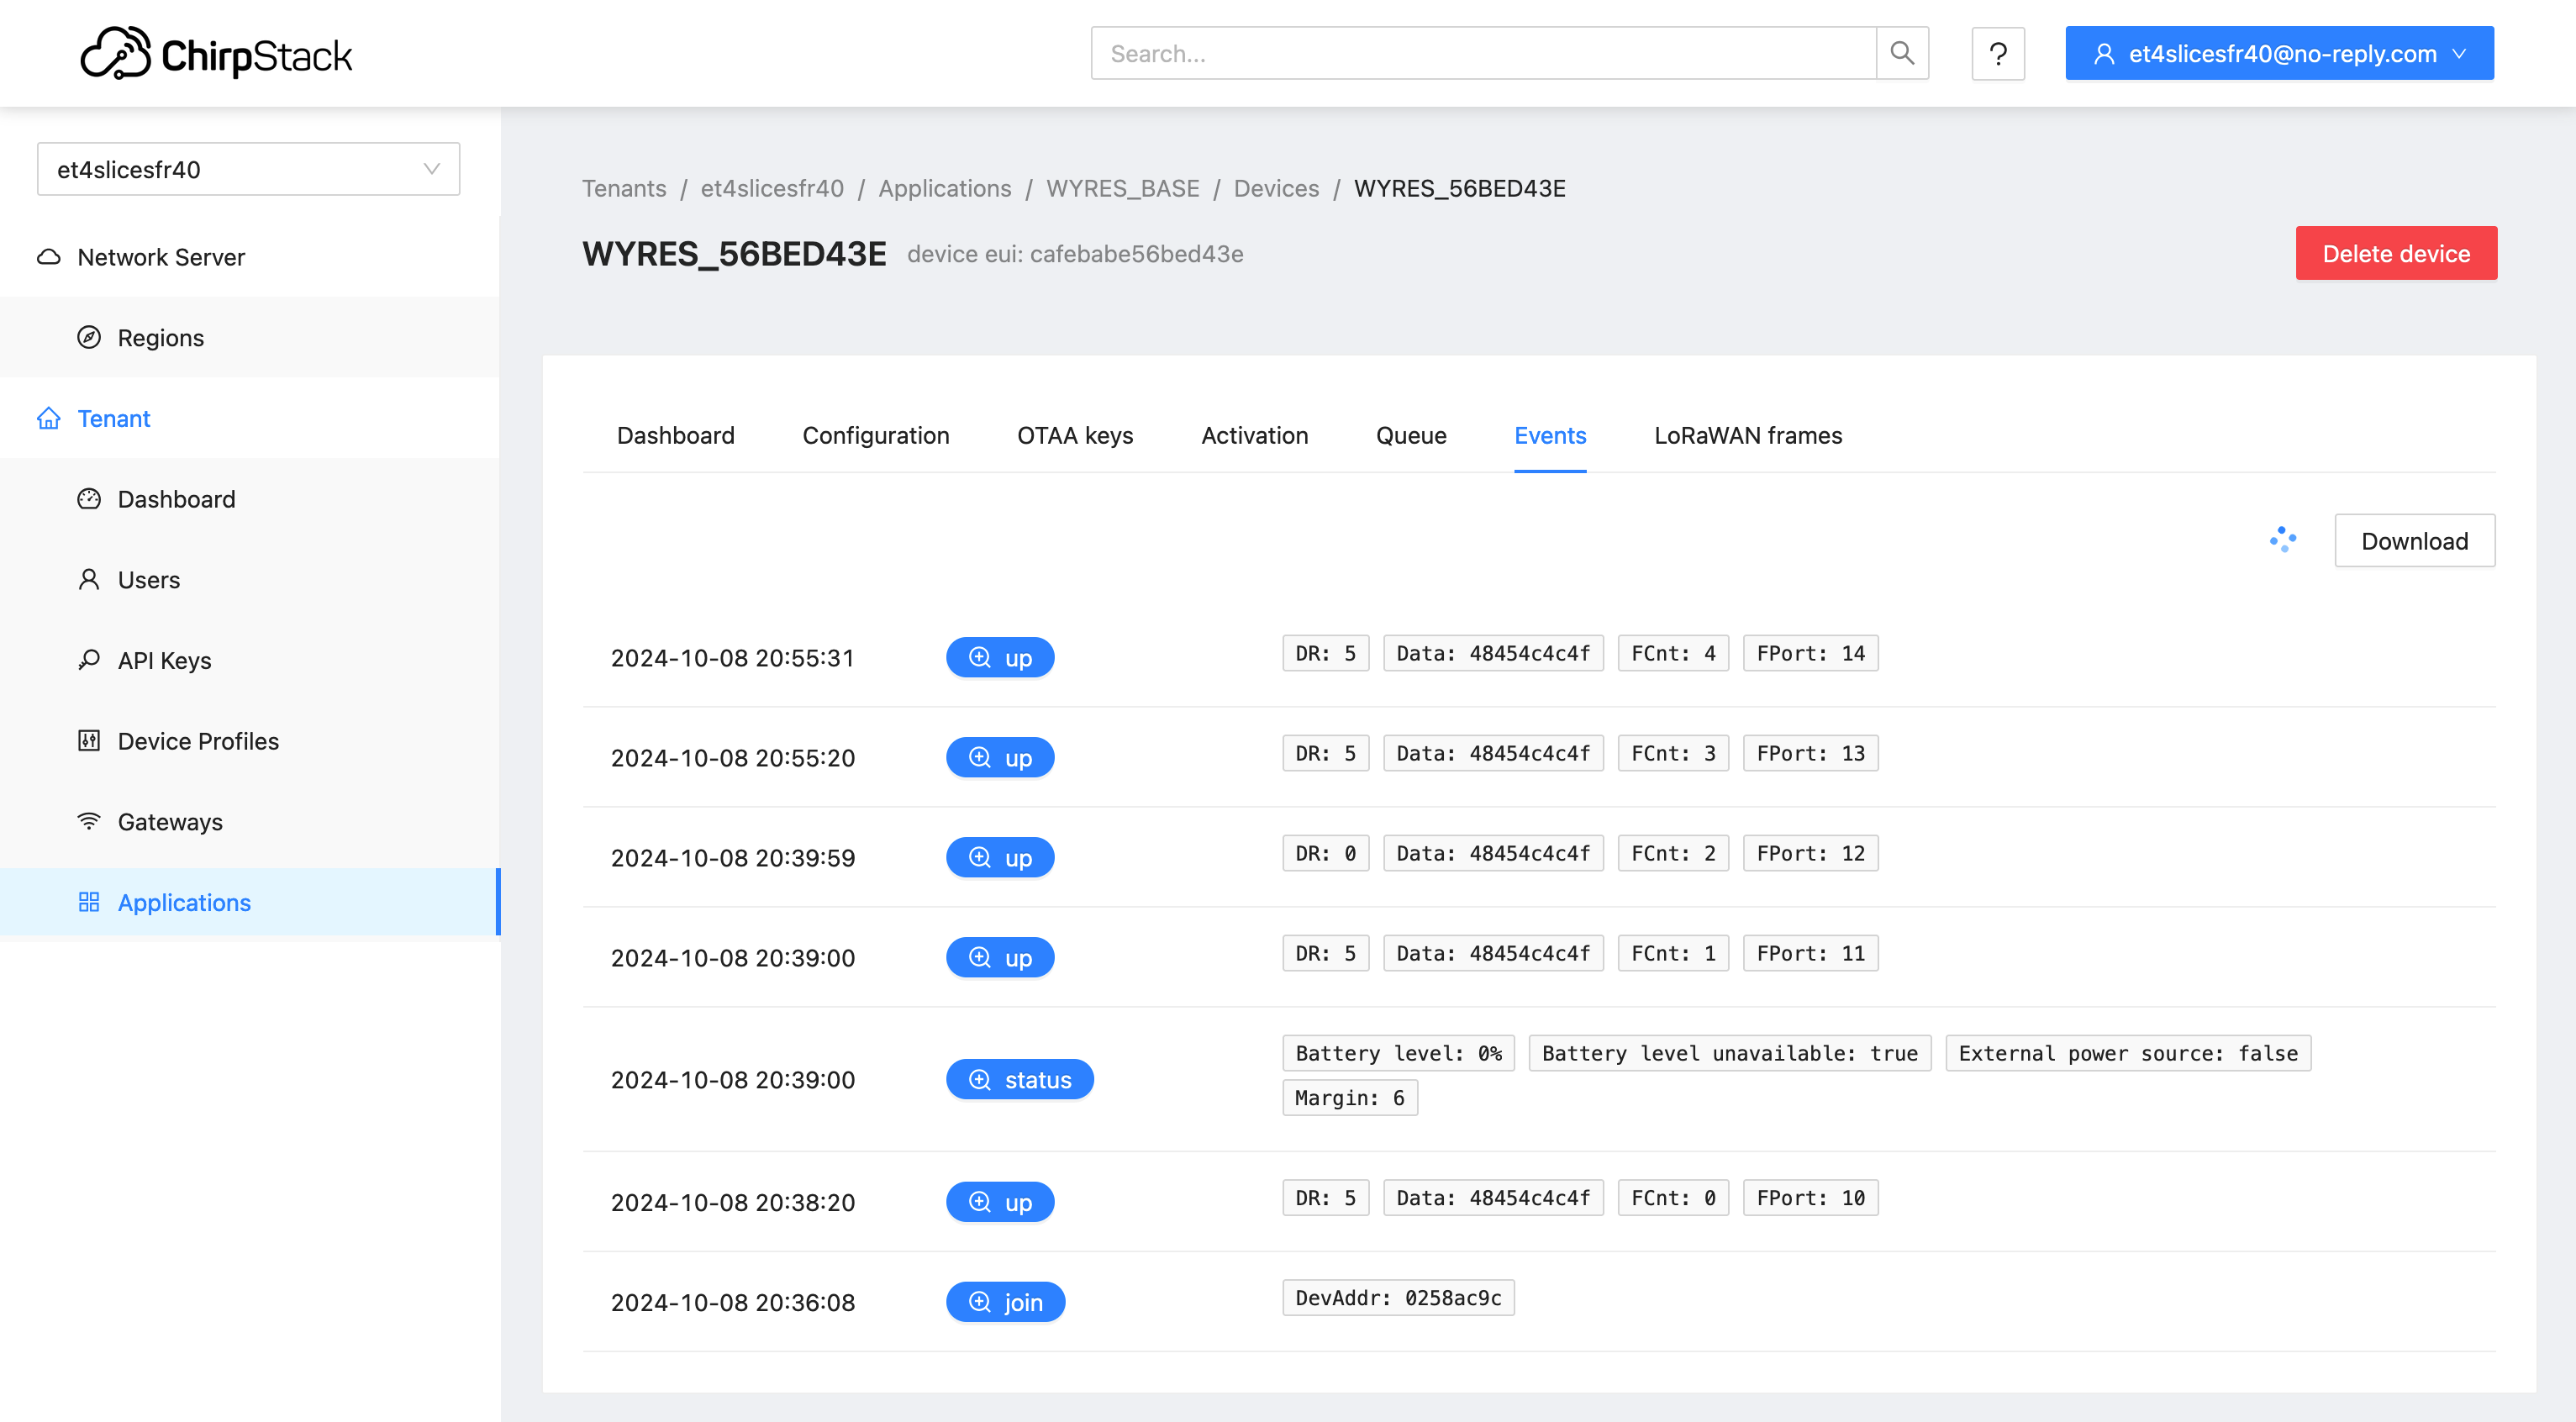 ChirpStack
Search...
?
et4slicesfr40@no-reply.com
et4slicesfr40
Network Server
Regions
Tenant
Dashboard
Users
API Keys
Device Profiles
Gateways
Applications
Tenants / et4slicesfr40 / Applications / WYRES_BASE / Devices / WYRES_56BED43E
WYRES_56BED43E device eui: cafebabe56bed43e
Delete device
Dashboard Configuration OTAA keys Activation Queue Events LoRaWAN frames
Download
2024-10-08 20:55:31 up DR: 5 Data: 48454c4c4f FCnt: 4 FPort: 14
2024-10-08 20:55:20 up DR: 5 Data: 48454c4c4f FCnt: 3 FPort: 13
2024-10-08 20:39:59 up DR: 0 Data: 48454c4c4f FCnt: 2 FPort: 12
2024-10-08 20:39:00 up DR: 5 Data: 48454c4c4f FCnt: 1 FPort: 11
2024-10-08 20:39:00 status Battery level: 0% Battery level unavailable: true External power source: false
Margin: 6
2024-10-08 20:38:20 up DR: 5 Data: 48454c4c4f FCnt: 0 FPort: 10
2024-10-08 20:36:08 join DevAddr: 0258ac9c